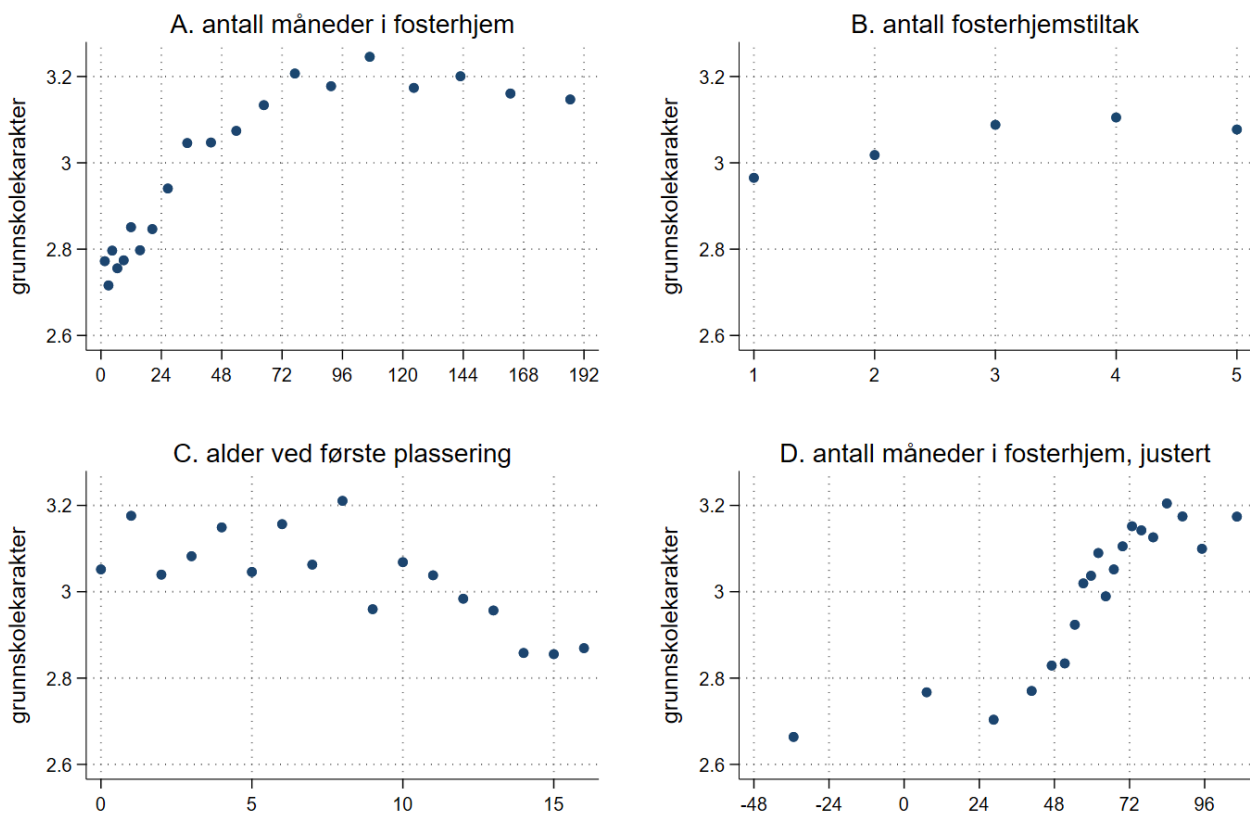 A. antall måneder i fosterhjem
grunnskolekarakter
3.2
3
2.8
2.6
0 24 48 72 96 120 144 168 192
B. antall fosterhjemstiltak
grunnskolekarakter
3.2
3
2.8
2.6
1 2 3 4 5
C. alder ved første plassering
grunnskolekarakter
3.2
3
2.8
2.6
0 5 10 15
D. antall måneder i fosterhjem, justert
grunnskolekarakter
3.2
3
2.8
2.6
-48 -24 0 24 48 72 96